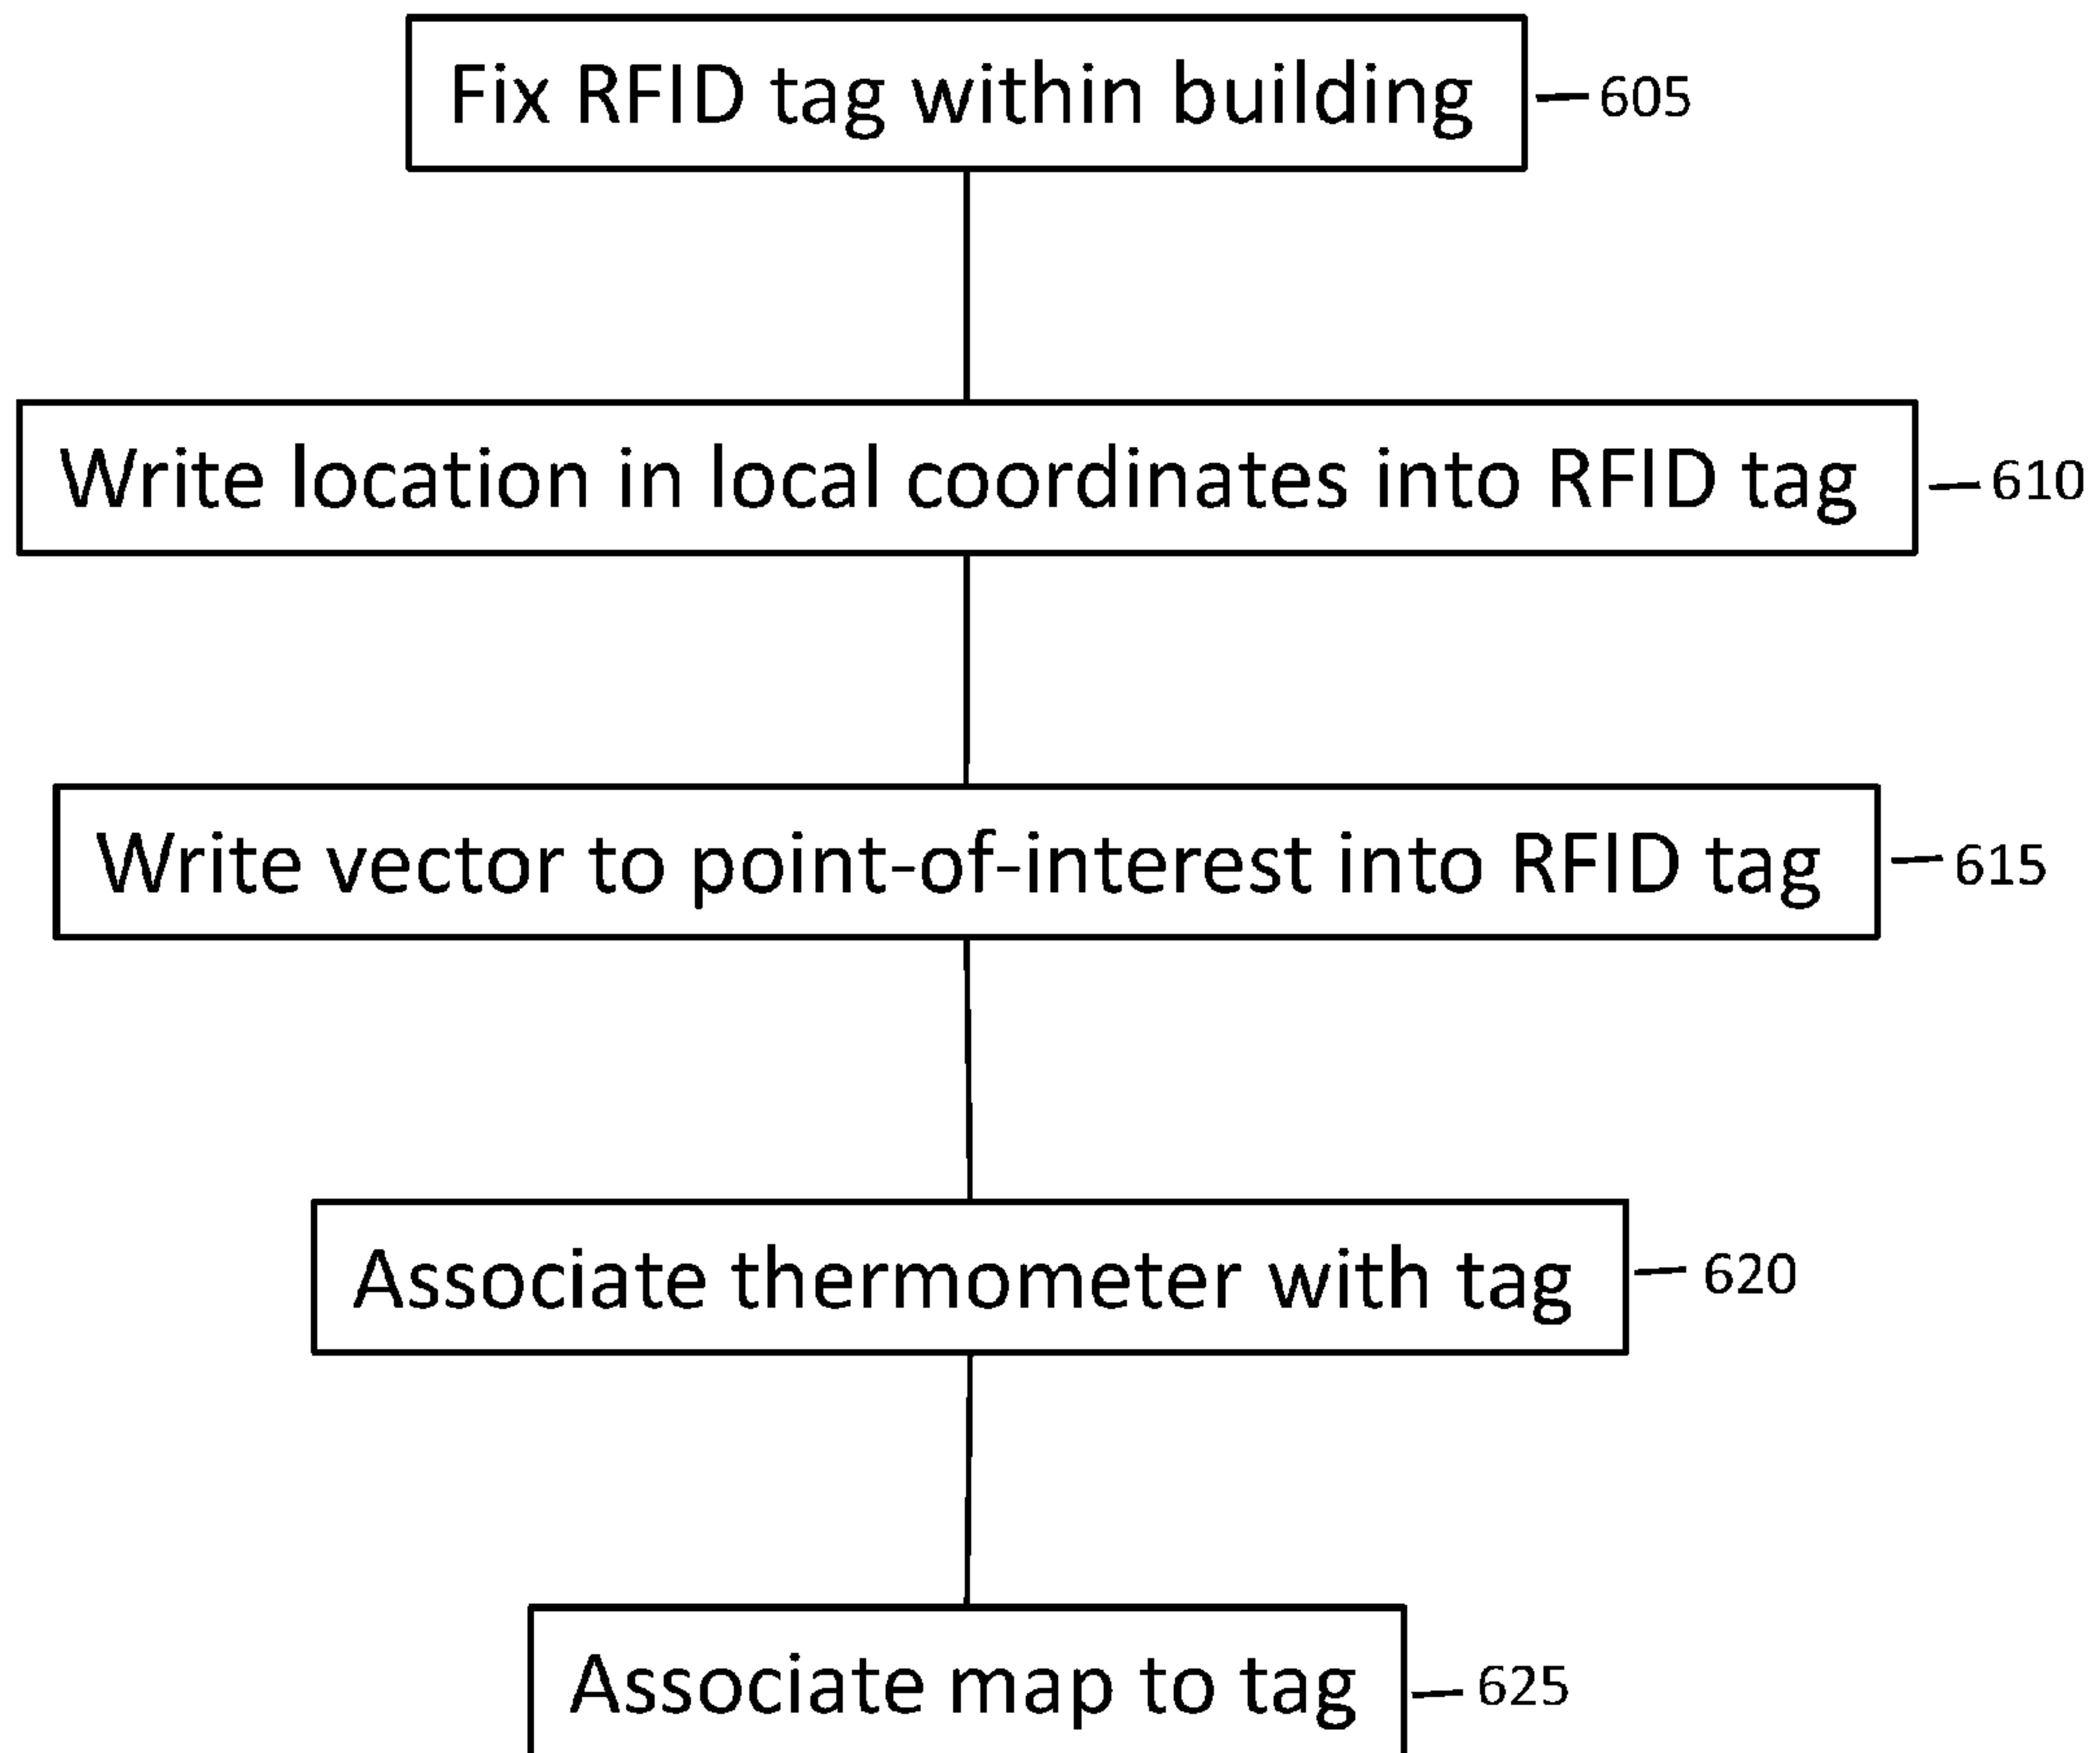 Fix RFID tag within building
605
Write location in local coordinates into RFID tag
610
Write vector to point-of-interest into RFID tag
615
Associate thermometer with tag
620
Associate map to tag
625